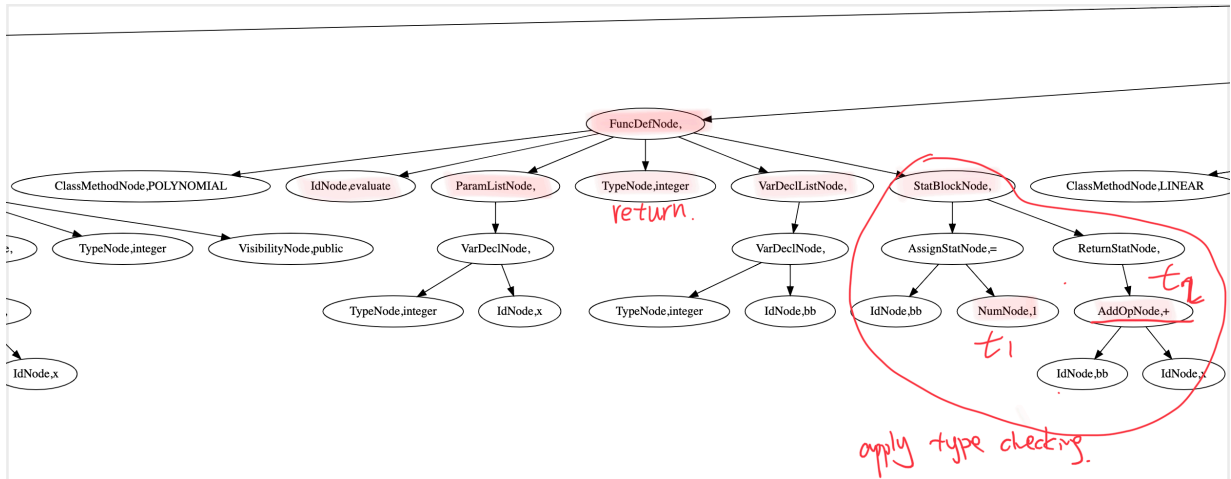 FuncDefNode,
ClassMethodNode,POLYNOMIAL
IdNode,evaluate
ParamListNode,
TypeNode,integer
VarDeclListNode,
StatBlockNode,
ClassMethodNode,LINEAR
return.
e,
TypeNode,integer
VisibilityNode,public
VarDeclNode,
VarDeclNode,
AssignStatNode,=
ReturnStatNode,
t2
,
TypeNode,integer
IdNode,x
TypeNode,integer
IdNode,bb
IdNode,bb
NumNode,1
AddOpNode,+
t1
IdNode,x
IdNode,bb
IdNode,x
apply type checking.